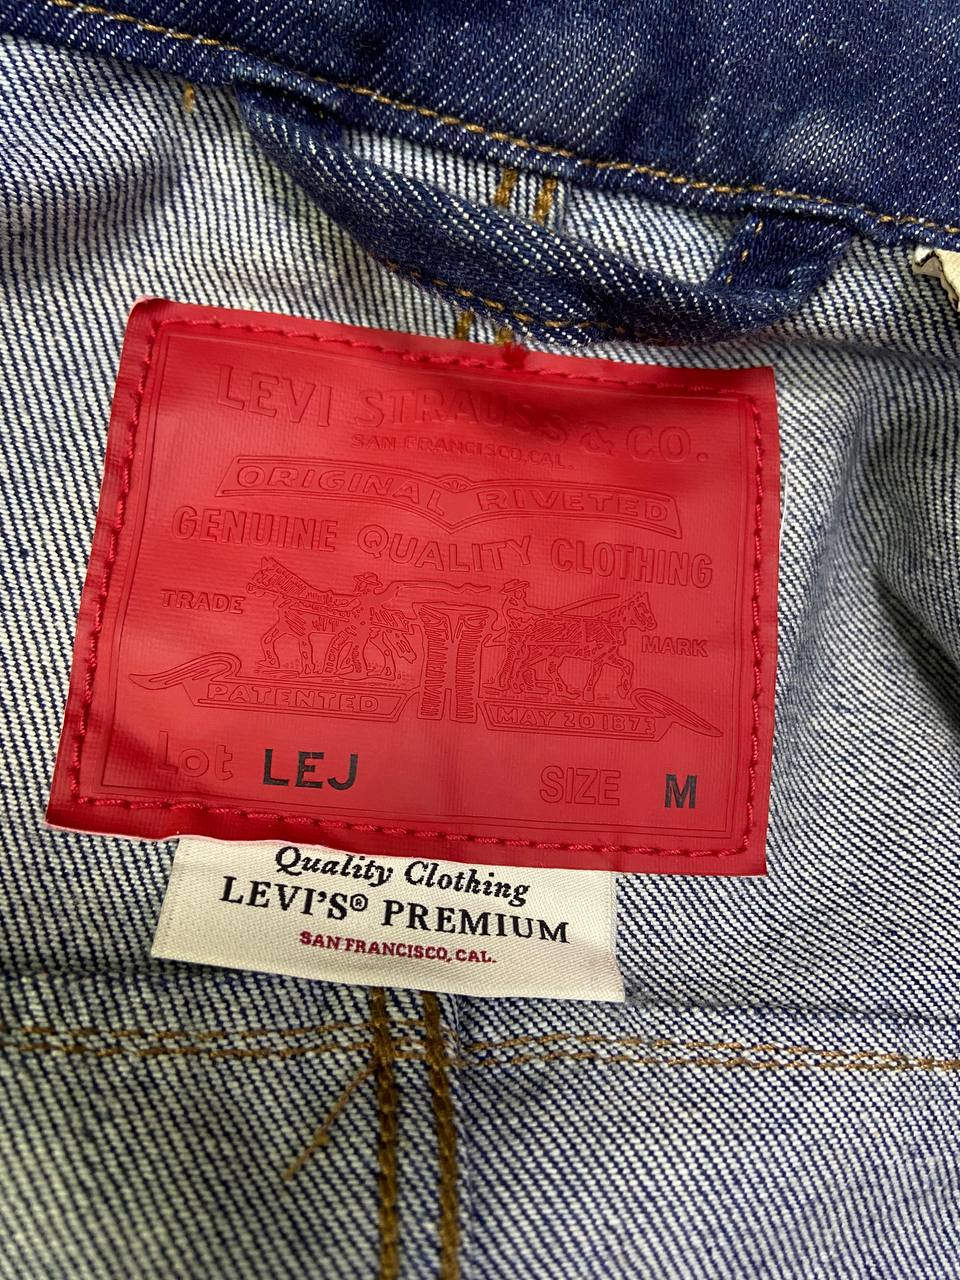 LEVI STRAUSS & CO.
SAN FRANCISCO, CAL.
ORIGINAL RIVETED
GENUINE QUALITY CLOTHING
TRADE MARK
PATENTED MAY 20 1873
Lot LEJ SIZE M
Quality Clothing
LEVI'S® PREMIUM
SAN FRANCISCO, CAL.